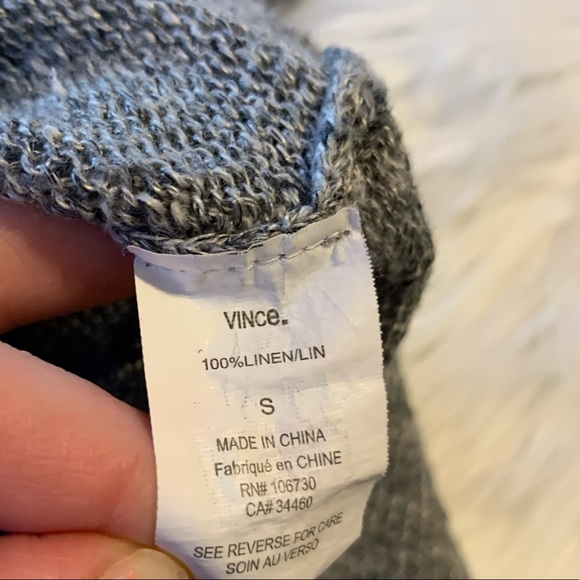 VINCe.
100%LINEN/LIN
S
MADE IN CHINA
Fabriqué en CHINE
RN# 106730
CA# 34460
SEE REVERSE FOR CARE
SOIN AU VERSO